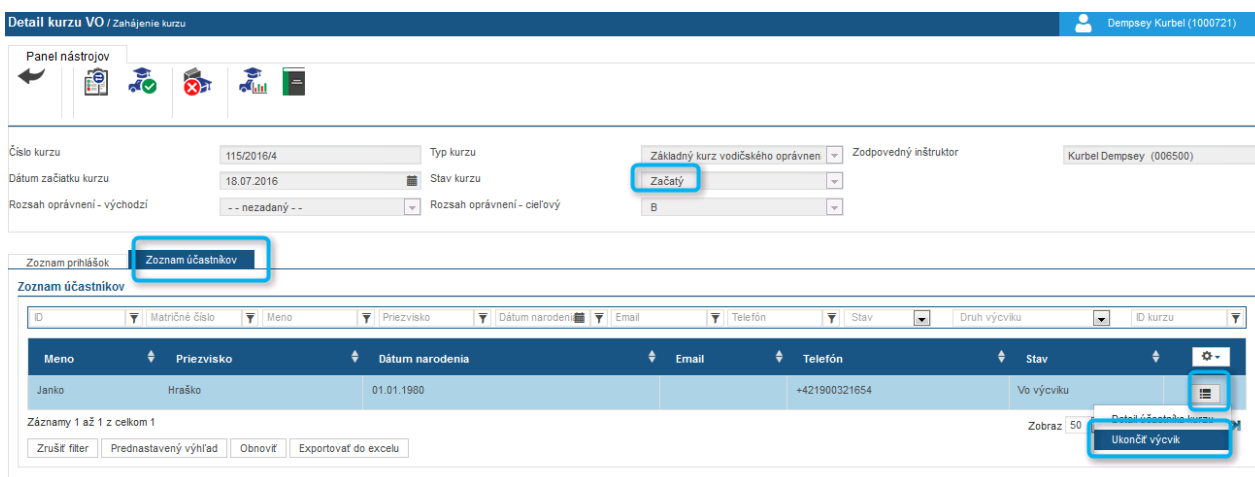 Detail kurzu VO / Zahájenie kurzu
Dempsey Kurbel (1000721)
Panel nástrojov
Číslo kurzu 115/2016/4 Typ kurzu Základný kurz vodičského oprávneni Zodpovedný inštruktor Kurbel Dempsey (006500)
Dátum začiatku kurzu 18.07.2016 Stav kurzu Začatý
Rozsah oprávnení - východzí - - nezadaný - - Rozsah oprávnení - cieľový B
Zoznam prihlášok Zoznam účastníkov
Zoznam účastníkov
ID Matričné číslo Meno Priezvisko Dátum narodeni Email Telefón Stav Druh výcviku ID kurzu
Meno Priezvisko Dátum narodenia Email Telefón Stav
Janko Hraško 01.01.1980 +421900321654 Vo výcviku
Záznamy 1 až 1 z celkom 1 Zobraz 50 Detail účastníka kurzu
Ukončiť výcvik
Zrušiť filter Prednastavený výhľad Obnoviť Exportovať do excelu